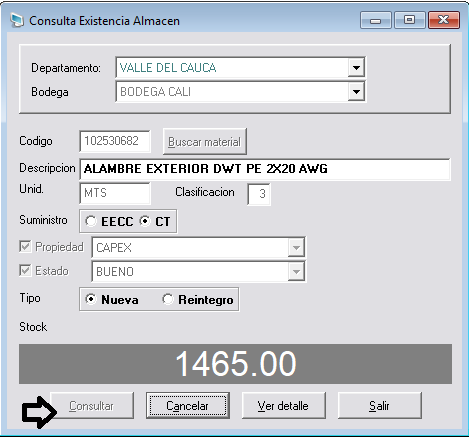 Consulta Existencia Almacen
Departamento: VALLE DEL CAUCA
Bodega BODEGA CALI
Codigo 102530682 Buscar material
Descripcion ALAMBRE EXTERIOR DWT PE 2X20 AWG
Unid. MTS Clasificacion 3
Suministro EECC CT
Propiedad CAPEX
Estado BUENO
Tipo Nueva Reintegro
Stock
1465.00
Consultar Cancelar Ver detalle Salir